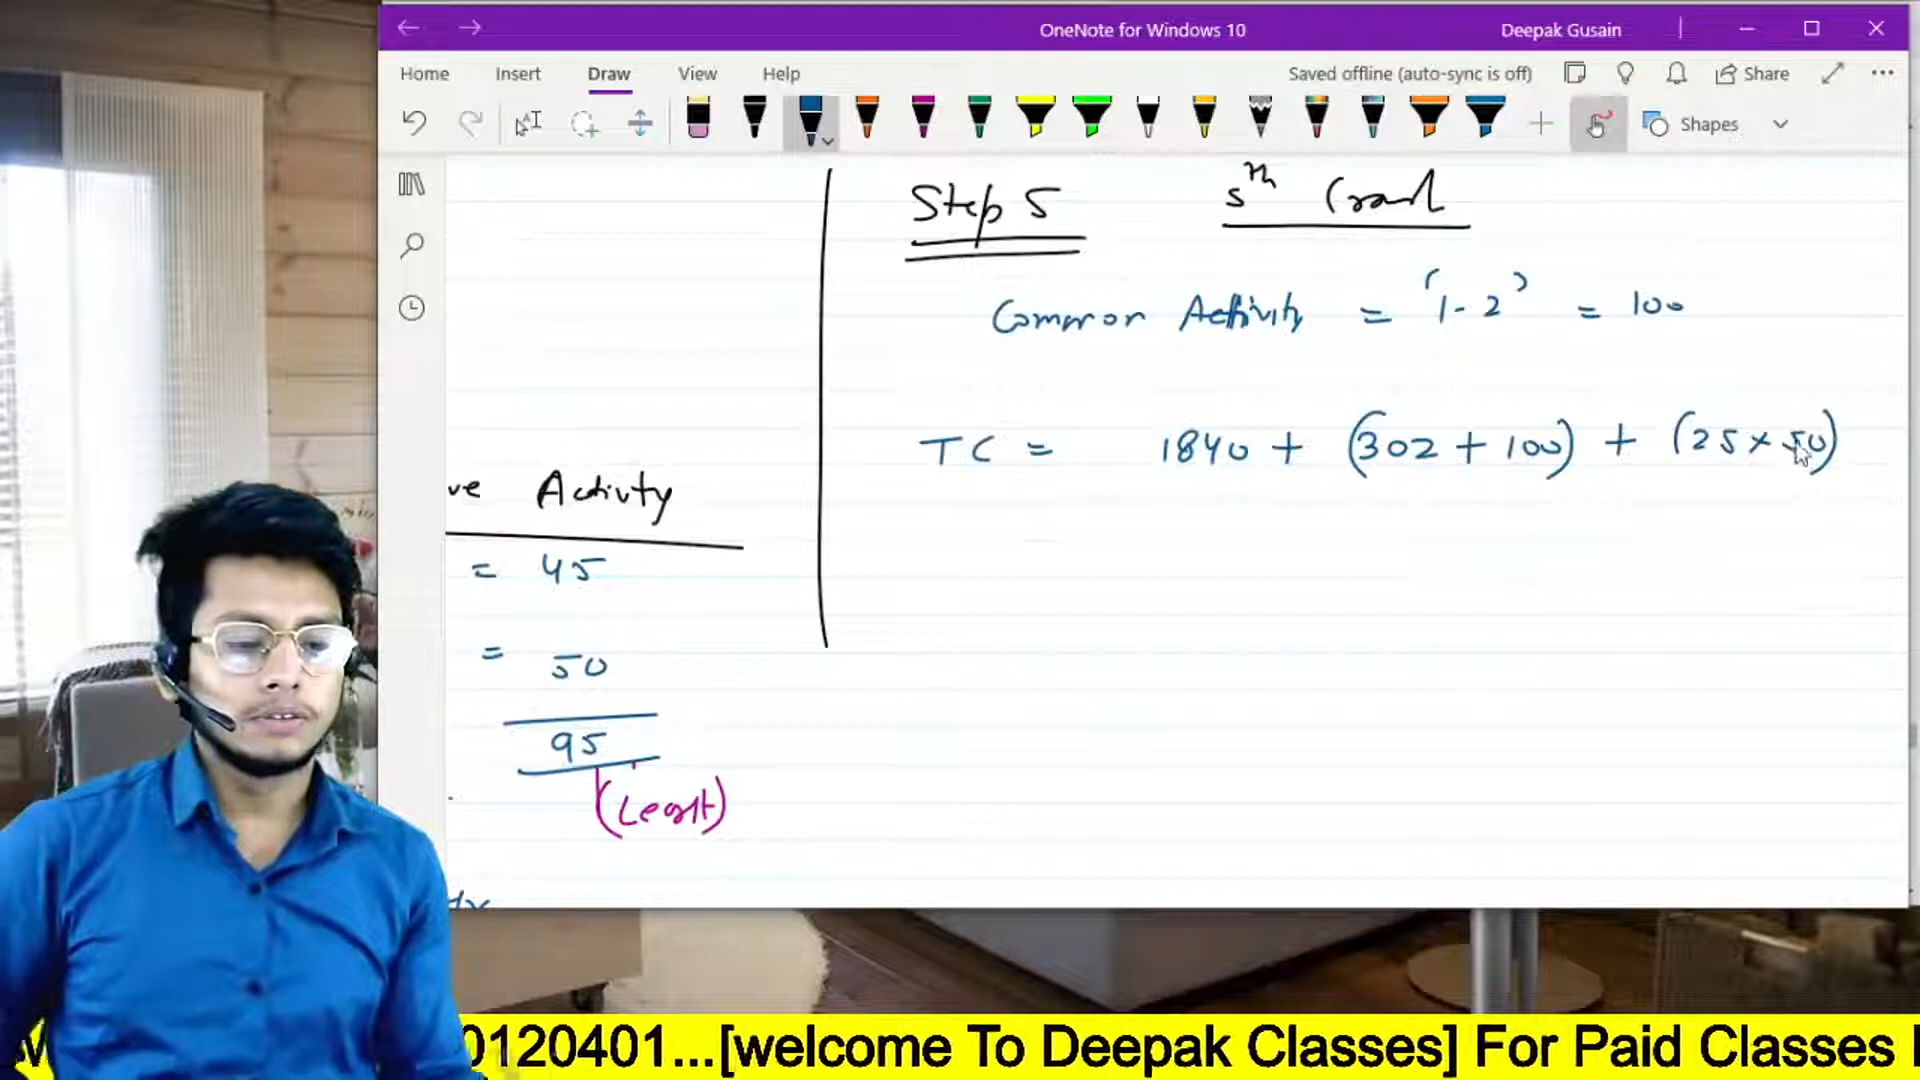 OneNote for Windows 10
Deepak Gusain
Home Insert Draw View Help
Saved offline (auto-sync is off)
Share
Shapes
Step 5 5th Crash
Common Activity = (1-2) = 100
TC = 1840 + (302 + 100) + (25 × 50)
ve Activity
= 45
= 50
95
(Least)
0120401...[welcome To Deepak Classes] For Paid Classes